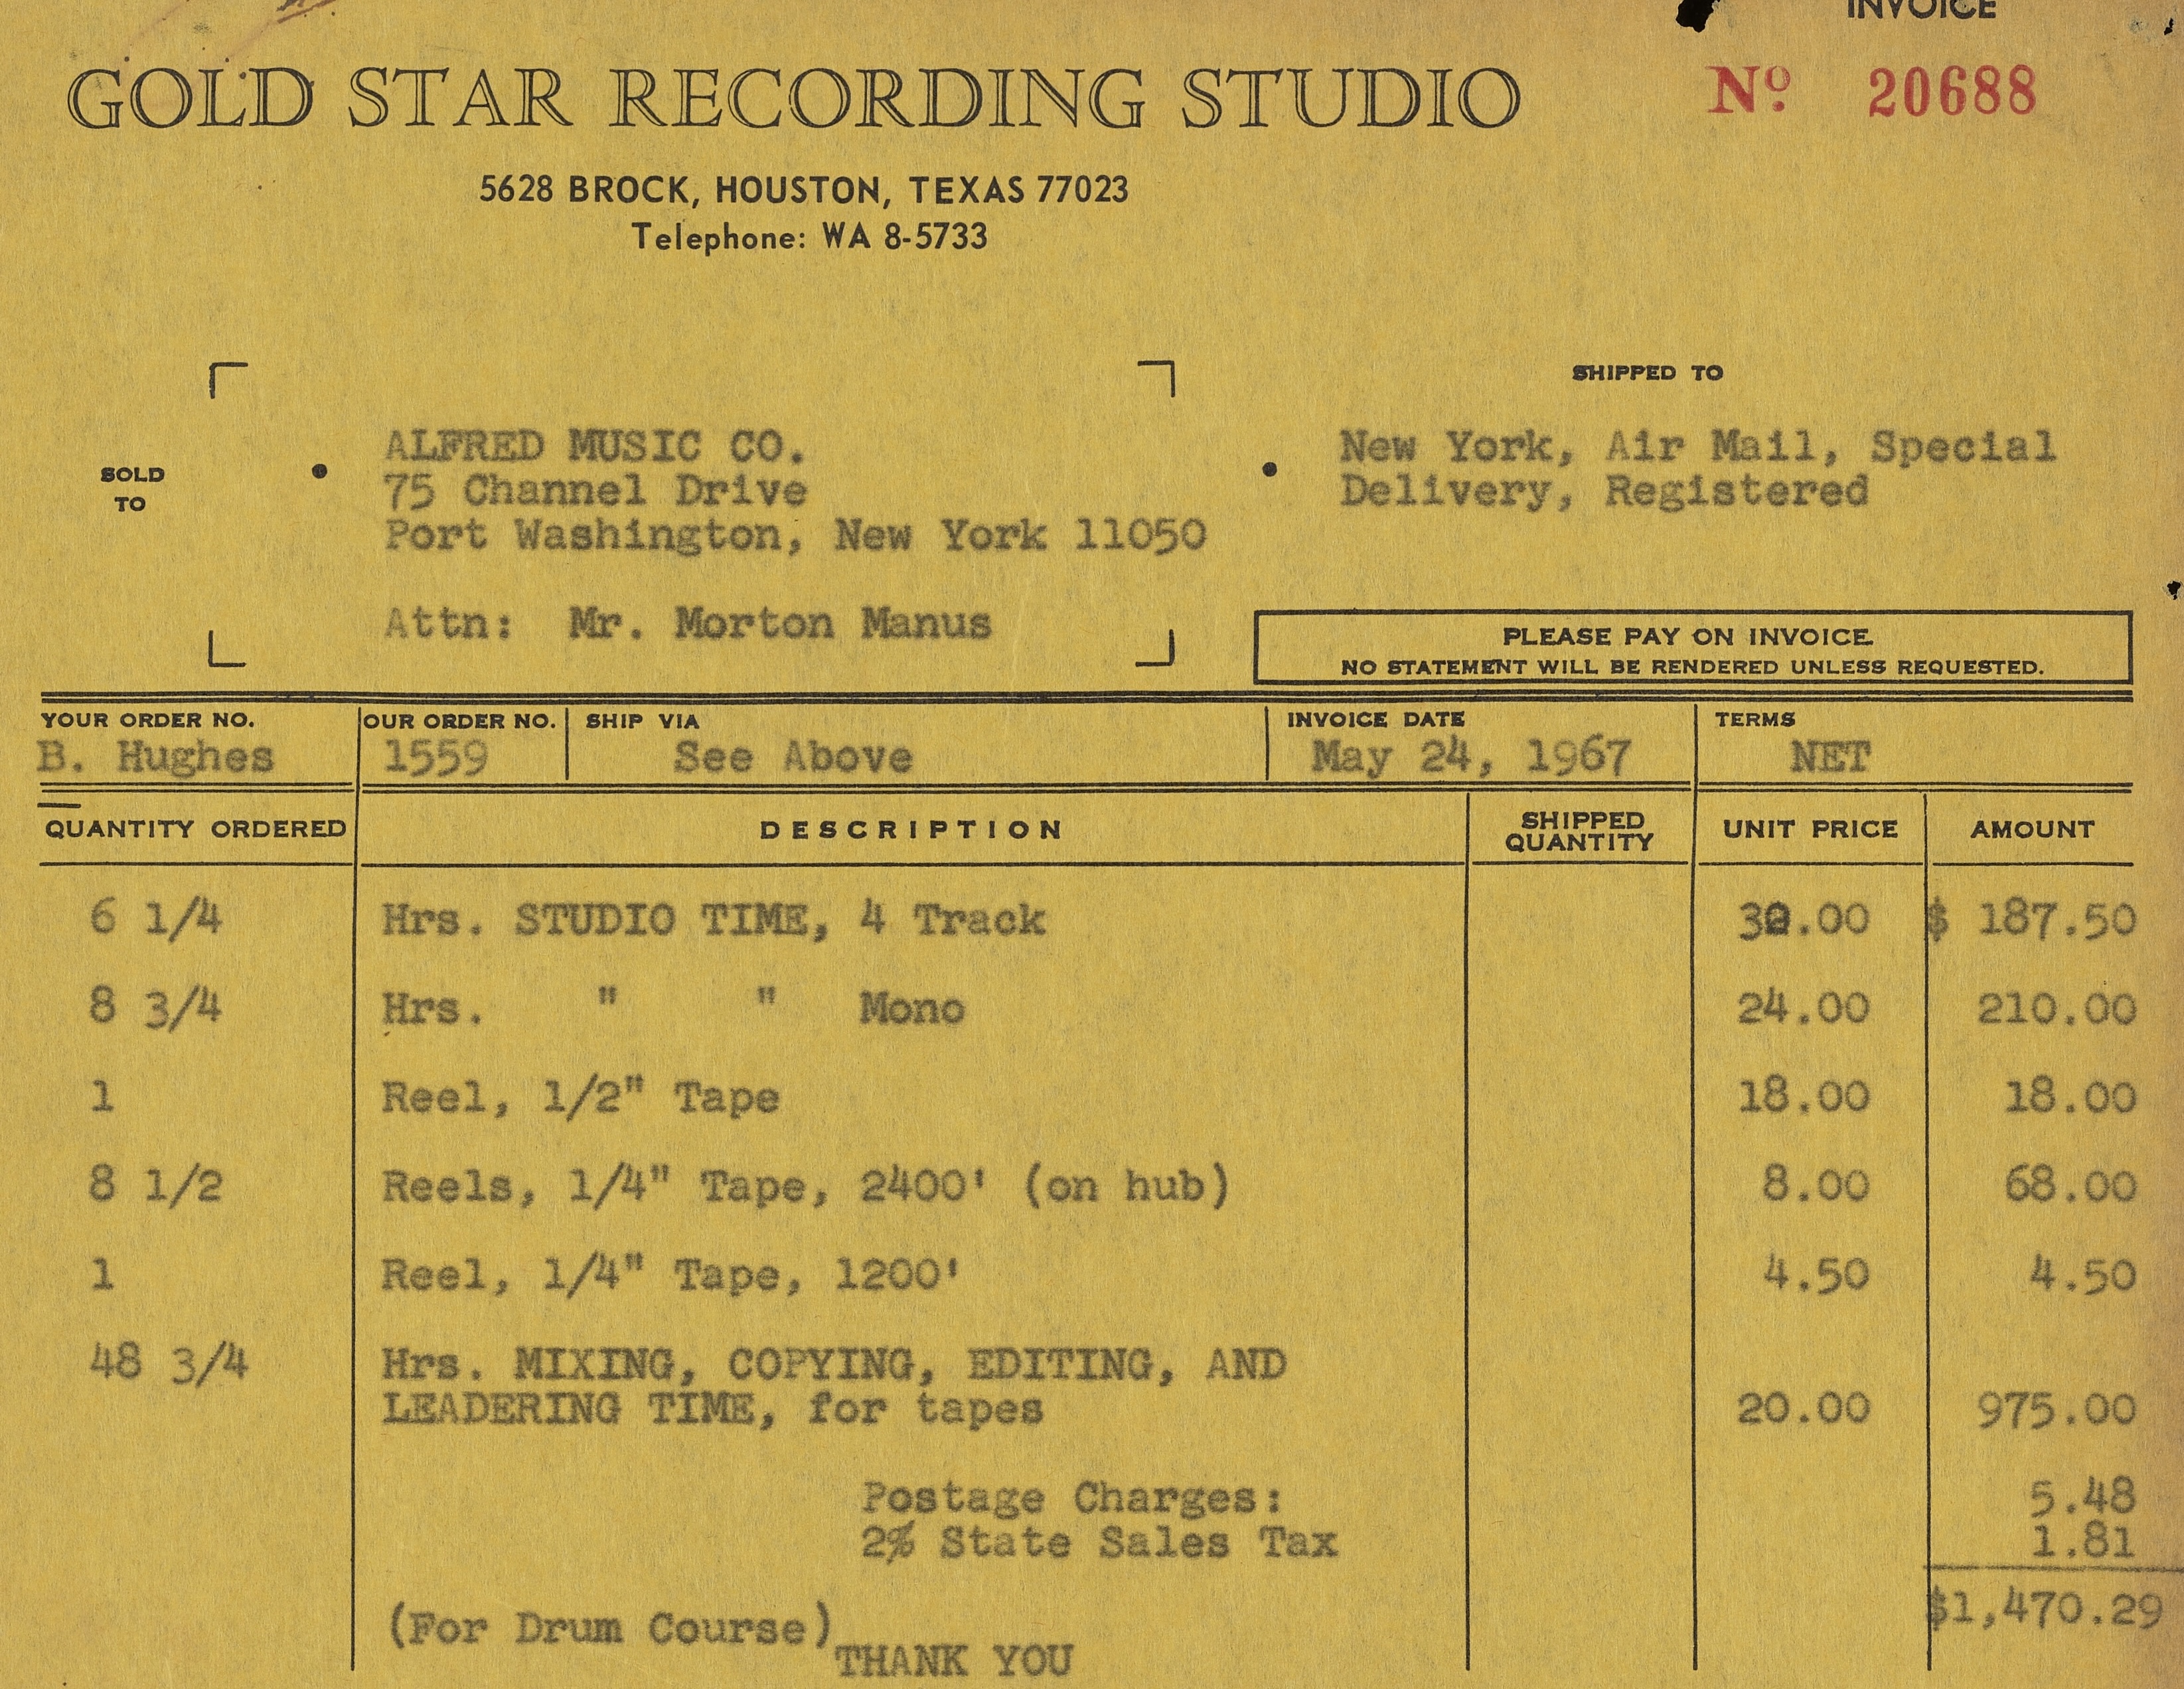 INVOICE
GOLD STAR RECORDING STUDIO
Nº 20688
5628 BROCK, HOUSTON, TEXAS 77023
Telephone: WA 8-5733
SHIPPED TO
SOLD
TO
• ALFRED MUSIC CO.
75 Channel Drive
Port Washington, New York 11050
Attn: Mr. Morton Manus
• New York, Air Mail, Special
Delivery, Registered
PLEASE PAY ON INVOICE
NO STATEMENT WILL BE RENDERED UNLESS REQUESTED.
YOUR ORDER NO. OUR ORDER NO. SHIP VIA INVOICE DATE TERMS
B. Hughes 1559 See Above May 24, 1967 NET
QUANTITY ORDERED DESCRIPTION SHIPPED QUANTITY UNIT PRICE AMOUNT
6 1/4 Hrs. STUDIO TIME, 4 Track 30.00 $ 187.50
8 3/4 Hrs. " " Mono 24.00 210.00
1 Reel, 1/2" Tape 18.00 18.00
8 1/2 Reels, 1/4" Tape, 2400' (on hub) 8.00 68.00
1 Reel, 1/4" Tape, 1200' 4.50 4.50
48 3/4 Hrs. MIXING, COPYING, EDITING, AND
LEADERING TIME, for tapes 20.00 975.00
Postage Charges: 5.48
2% State Sales Tax 1.81
$1,470.29
(For Drum Course)
THANK YOU